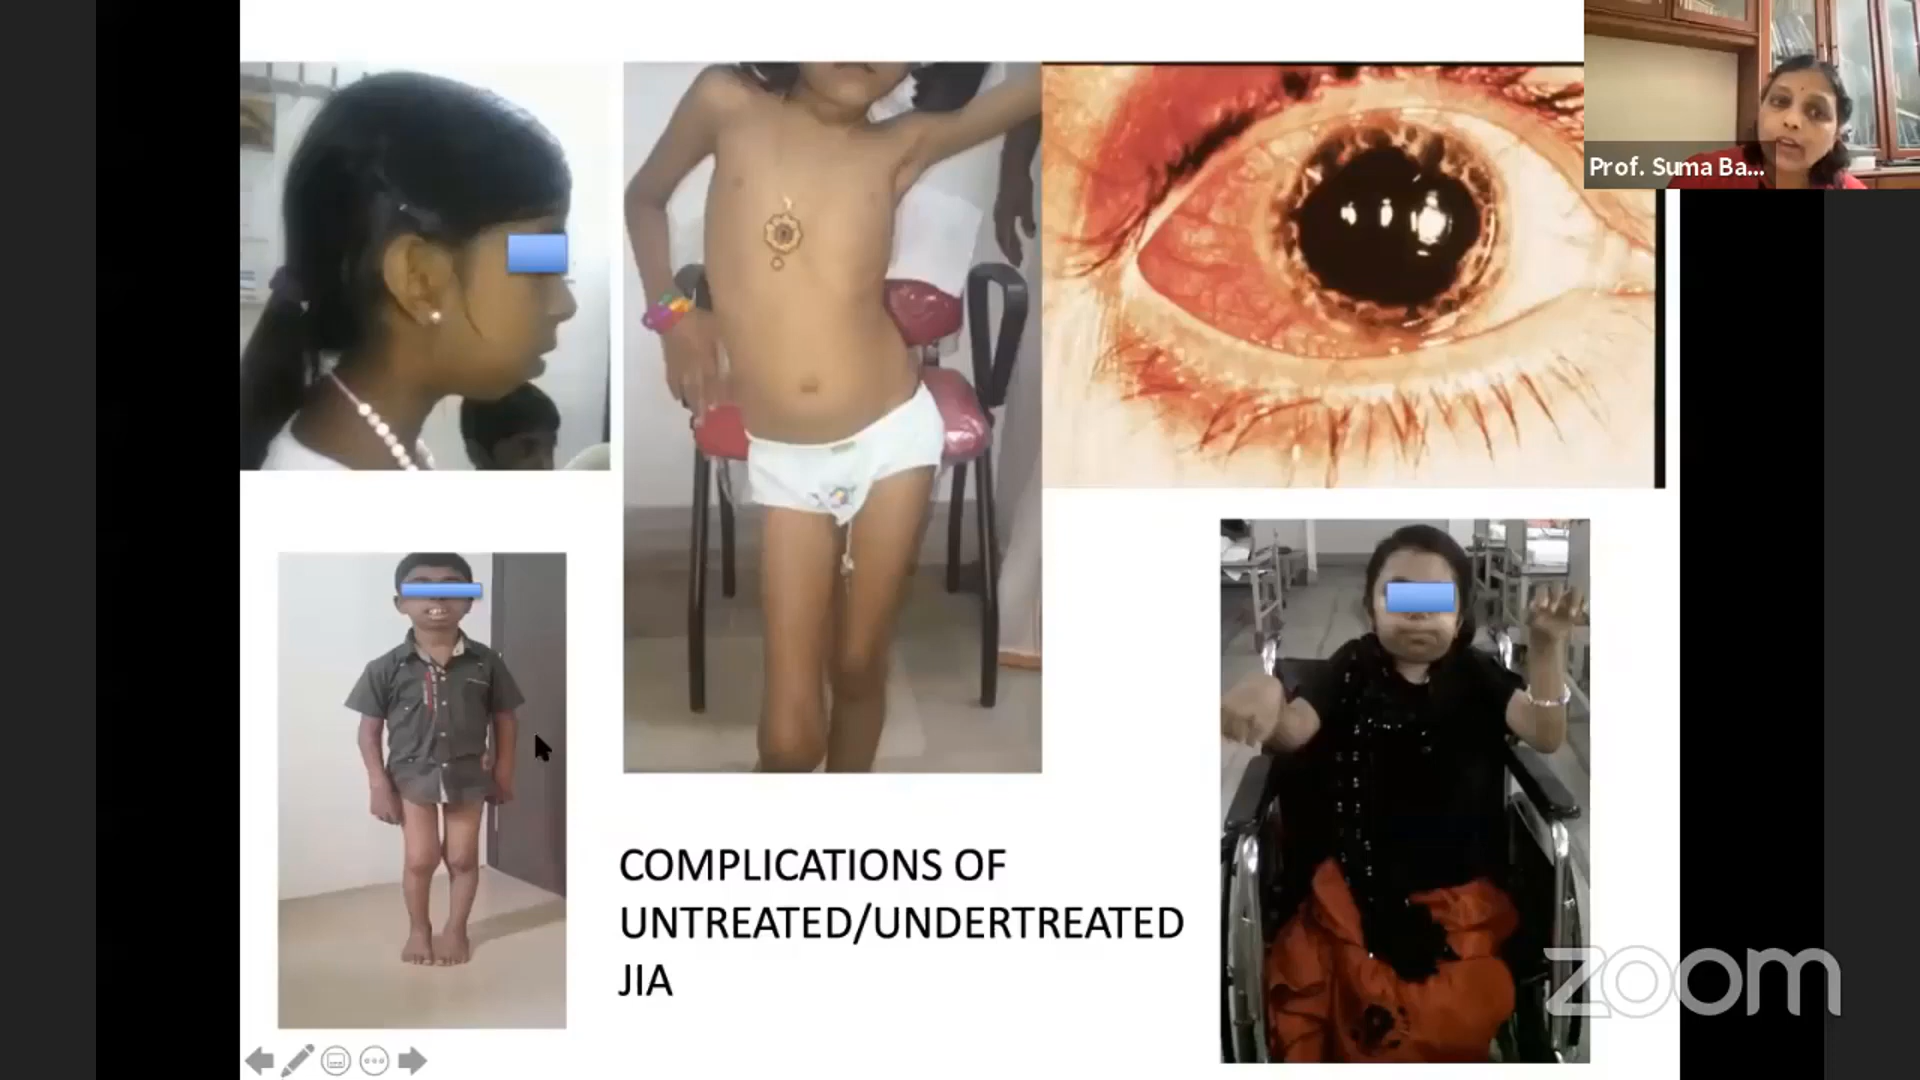 Prof. Suma Ba...
COMPLICATIONS OF
UNTREATED/UNDERTREATED
JIA
zoom